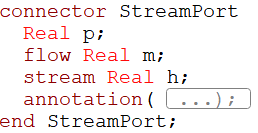 connector StreamPort
Real p;
flow Real m;
stream Real h;
annotation( ...);
end StreamPort;